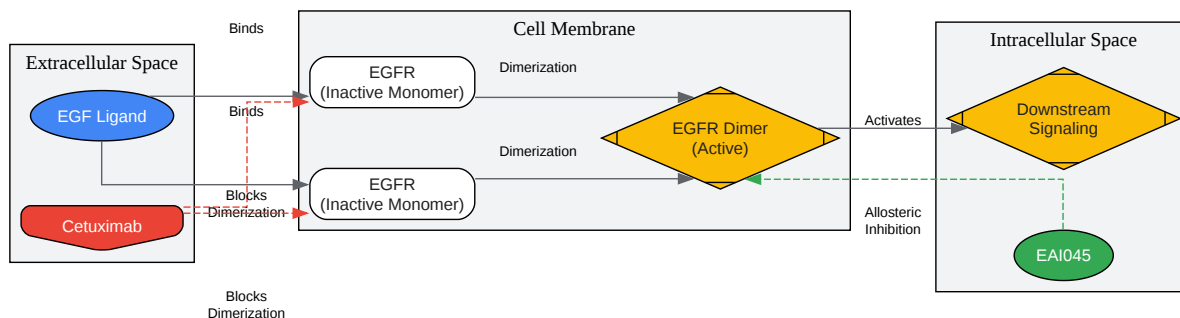 Binds
Cell Membrane
Intracellular Space
Extracellular Space
EGFR
(Inactive Monomer)
Dimerization
EGF Ligand
Binds
EGFR Dimer
(Active)
Activates
Downstream
Signaling
Dimerization
EGFR
(Inactive Monomer)
Blocks
Dimerization
Cetuximab
Allosteric
Inhibition
EAI045
Blocks
Dimerization